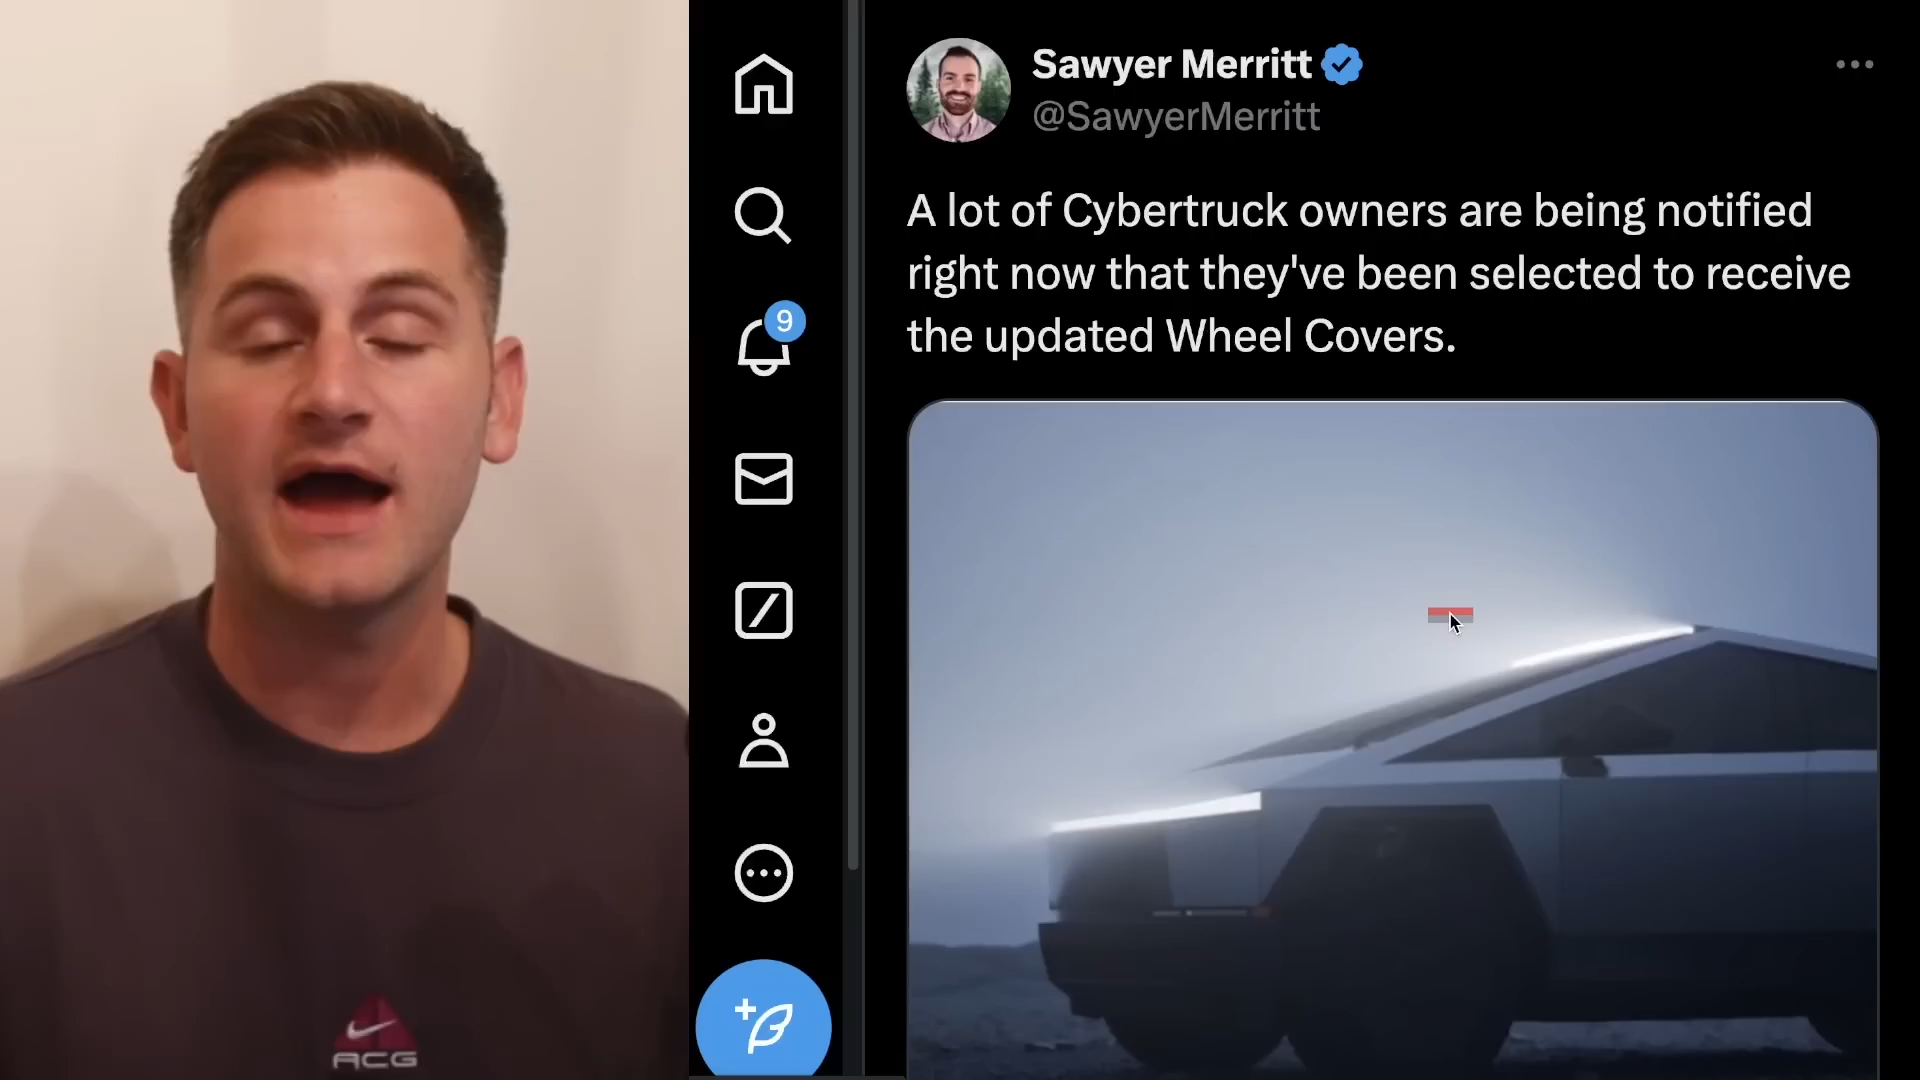 Sawyer Merritt
@SawyerMerritt
A lot of Cybertruck owners are being notified
right now that they've been selected to receive
the updated Wheel Covers.
9
ACG